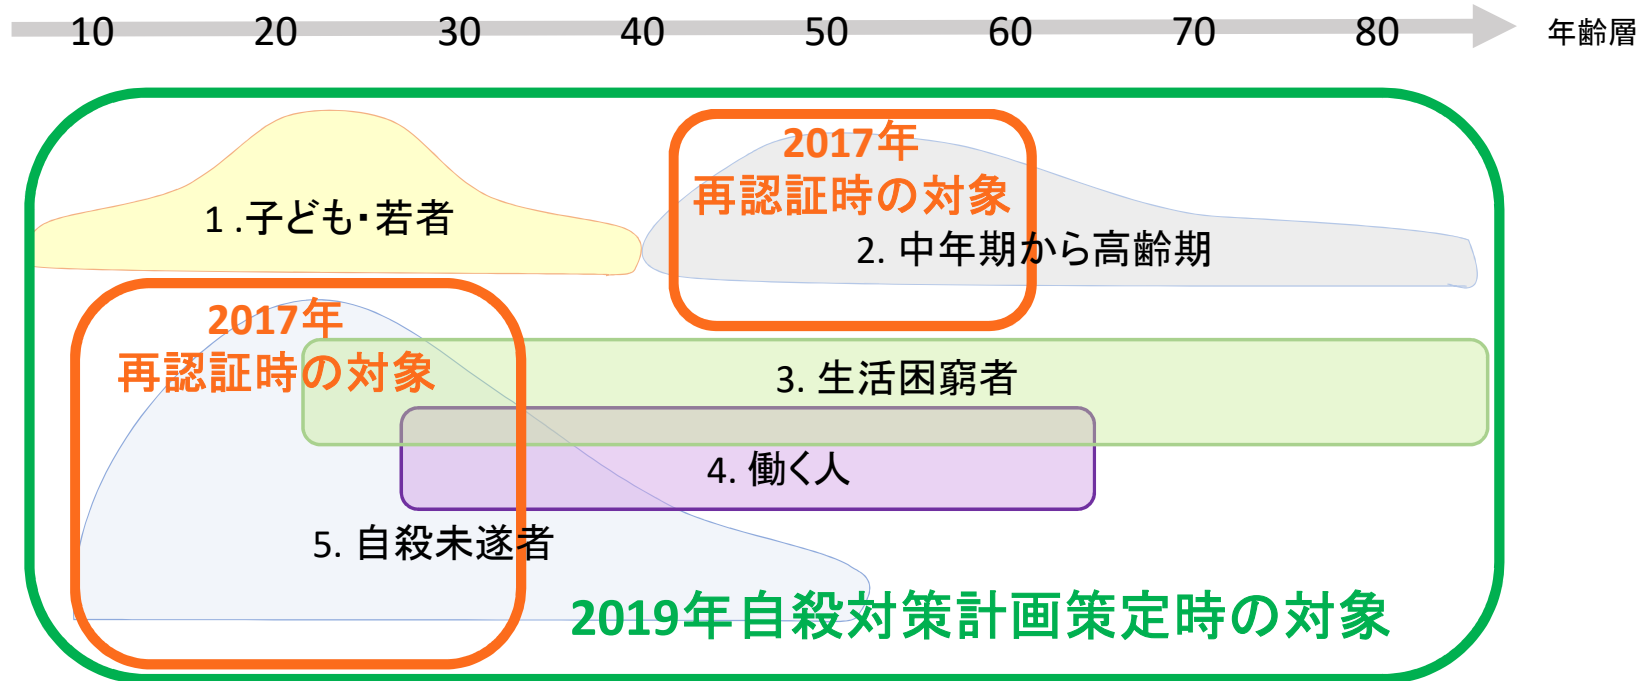 10 20 30 40 50 60 70 80 年齢層
2017年
再認証時の対象
1.子ども・若者
2. 中年期から高齢期
2017年
再認証時の対象
3. 生活困窮者
4. 働く人
5. 自殺未遂者
2019年自殺対策計画策定時の対象